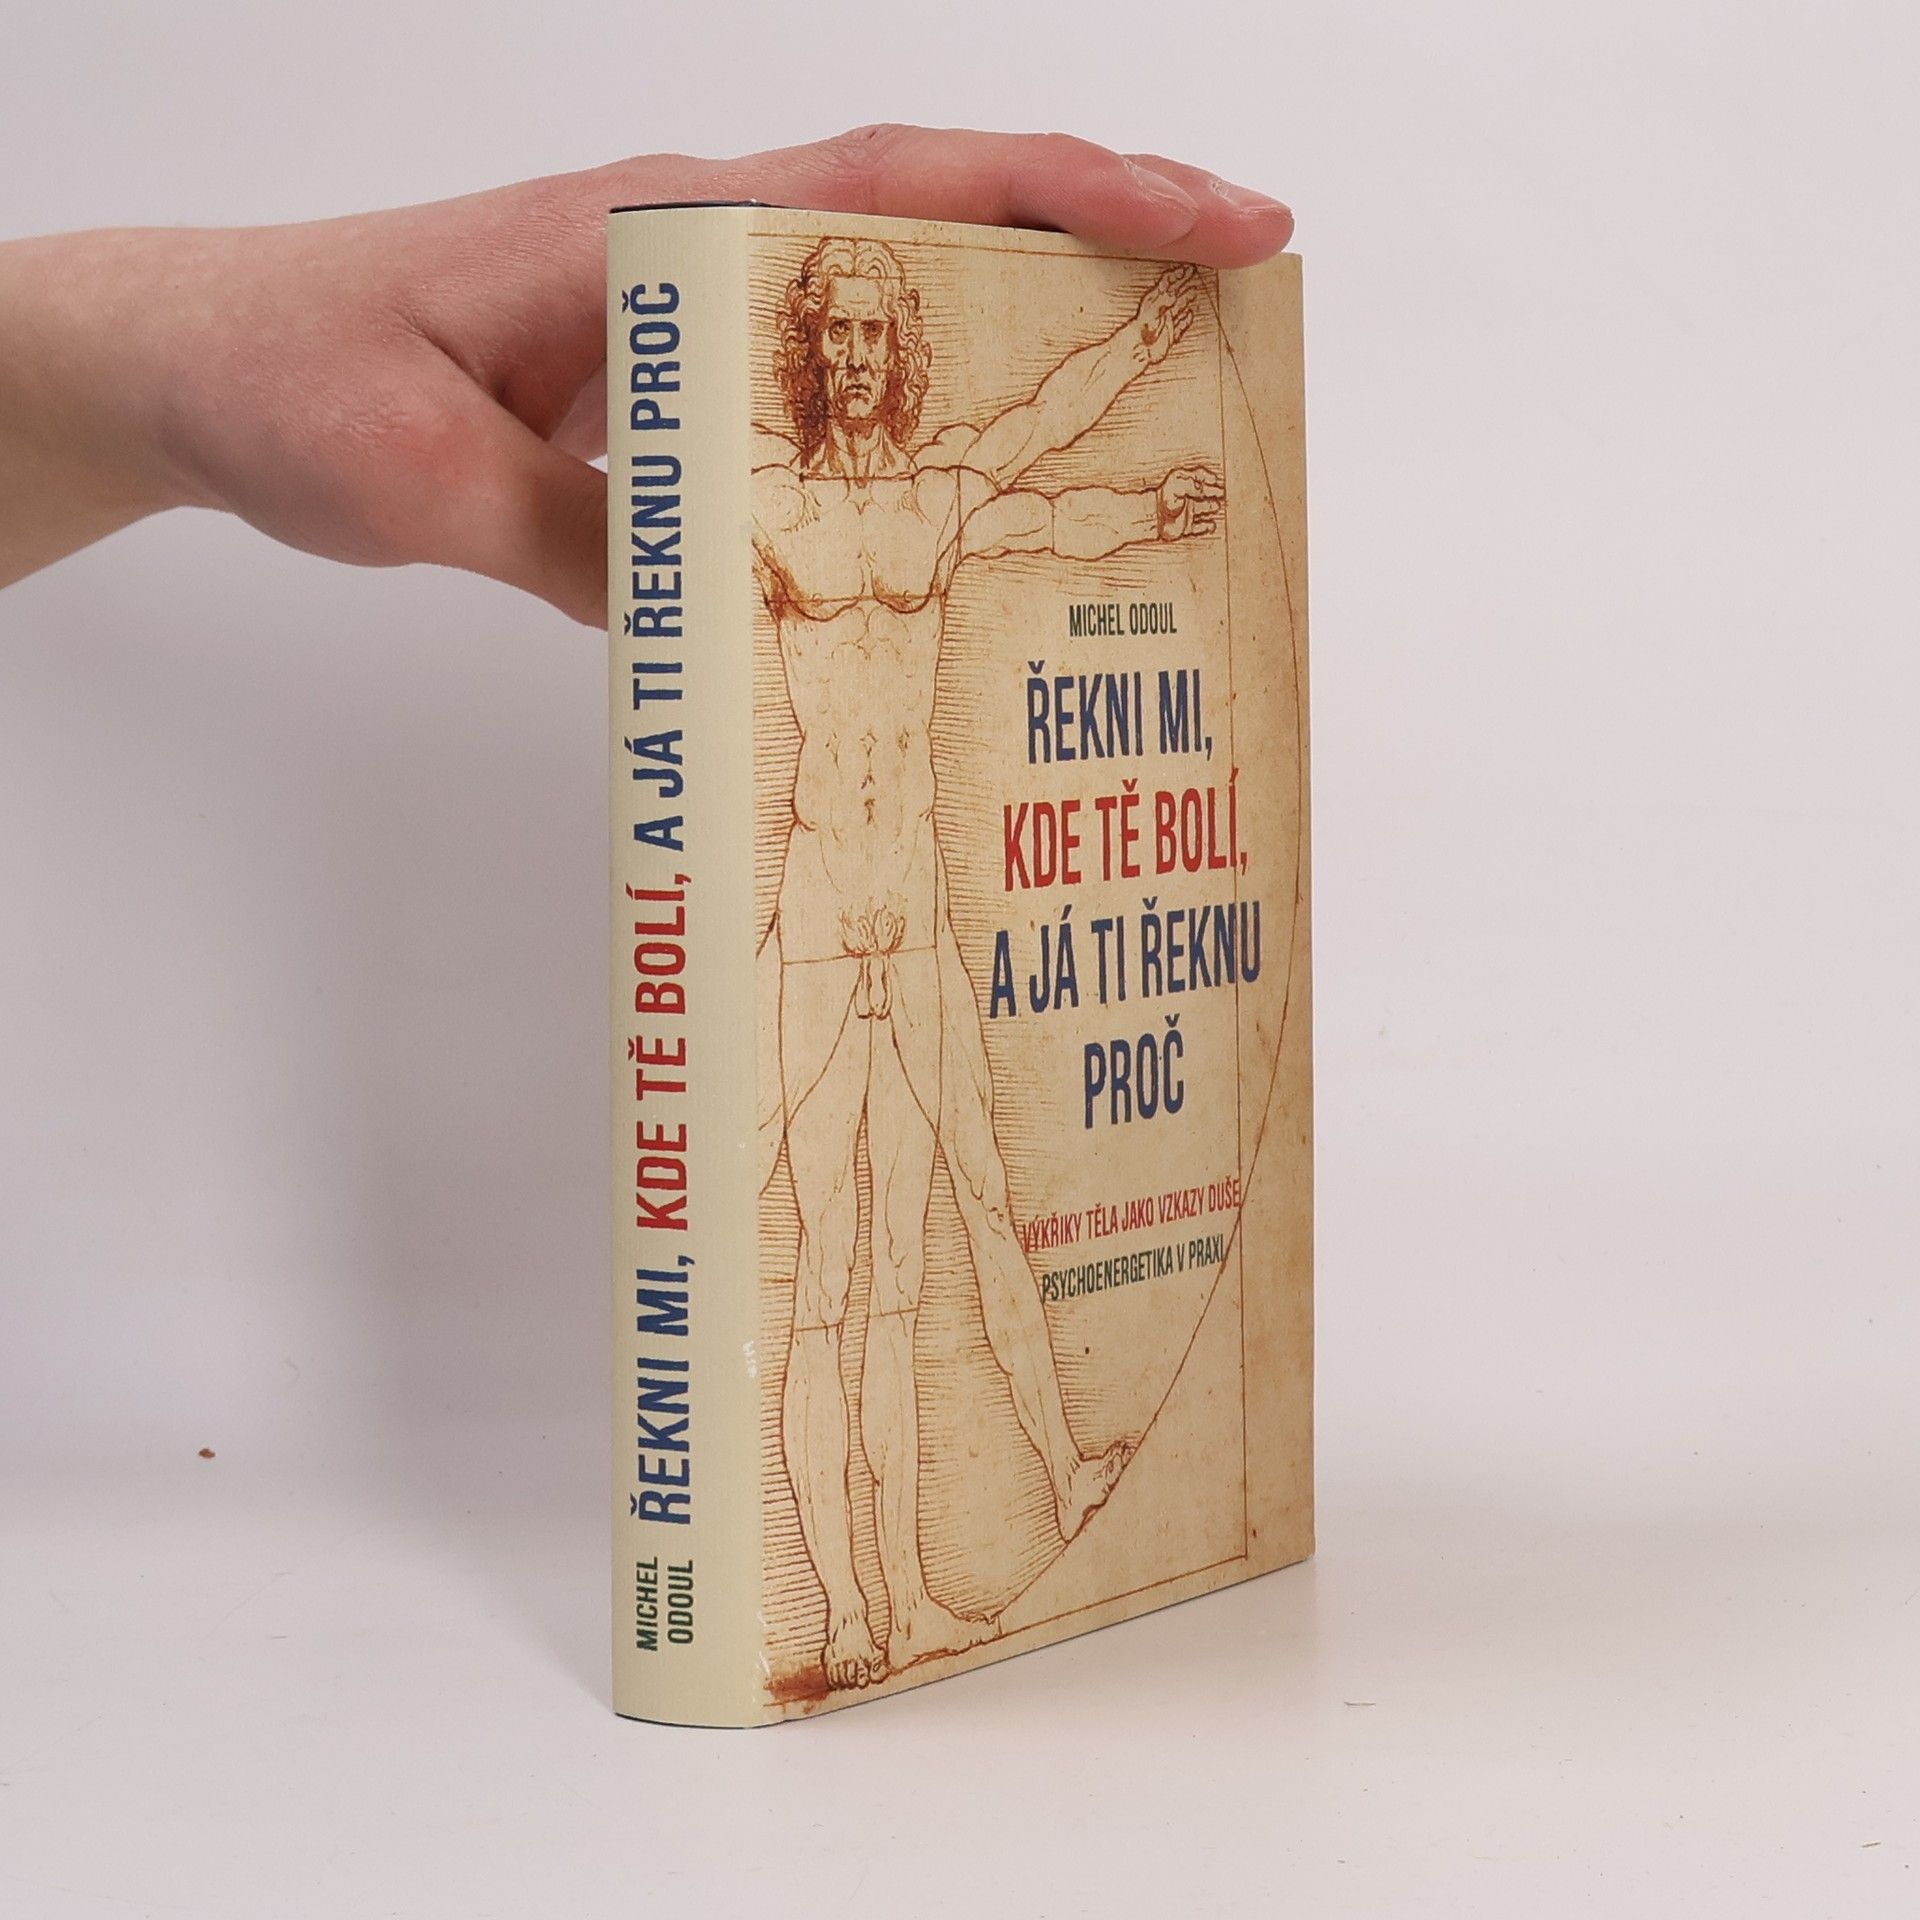 MICHEL
ODOUL
ŘEKNI MI, KDE TĚ BOLÍ, A JÁ TI ŘEKNU PROČ
MICHEL ODOUL
ŘEKNI MI,
KDE TĚ BOLÍ,
A JÁ TI ŘEKNU
PROČ
VÝKŘIKY TĚLA JAKO VZKAZY DUŠE
PSYCHOENERGETIKA V PRAXI